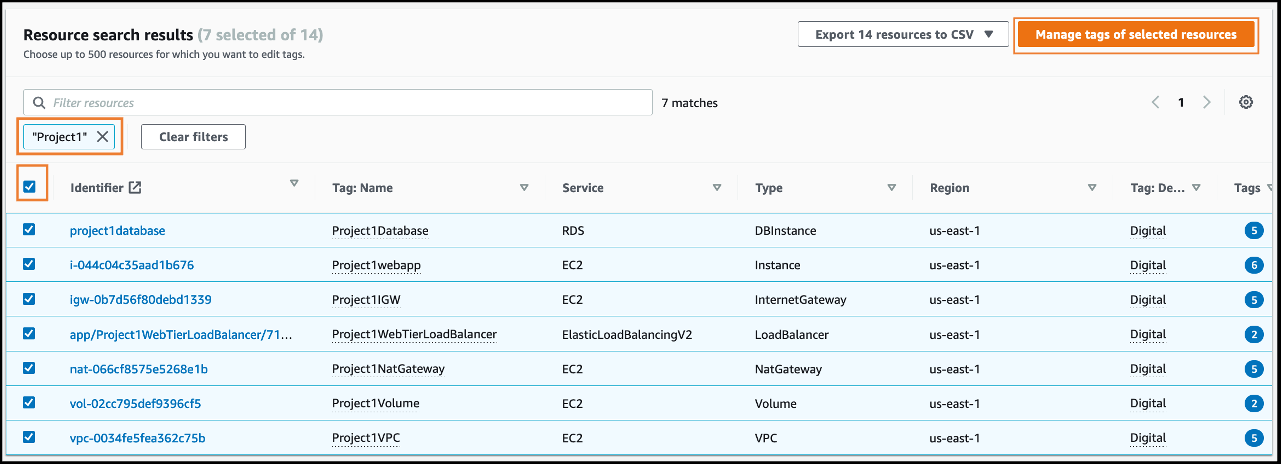 Resource search results (7 selected of 14)
Choose up to 500 resources for which you want to edit tags.
Export 14 resources to CSV
Manage tags of selected resources
Filter resources
7 matches
1
"Project1"
Clear filters
Identifier Tag: Name Service Type Region Tag: De... Tags
project1database Project1Database RDS DBInstance us-east-1 Digital 5
i-044c04c35aad1b676 Project1webapp EC2 Instance us-east-1 Digital 6
igw-0b7d56f80debd1339 Project1IGW EC2 InternetGateway us-east-1 Digital 5
app/Project1WebTierLoadBalancer/71... Project1WebTierLoadBalancer ElasticLoadBalancingV2 LoadBalancer us-east-1 Digital 2
nat-066cf8575e5268e1b Project1NatGateway EC2 NatGateway us-east-1 Digital 5
vol-02cc795def9396cf5 Project1Volume EC2 Volume us-east-1 Digital 2
vpc-0034fe5fea362c75b Project1VPC EC2 VPC us-east-1 Digital 5